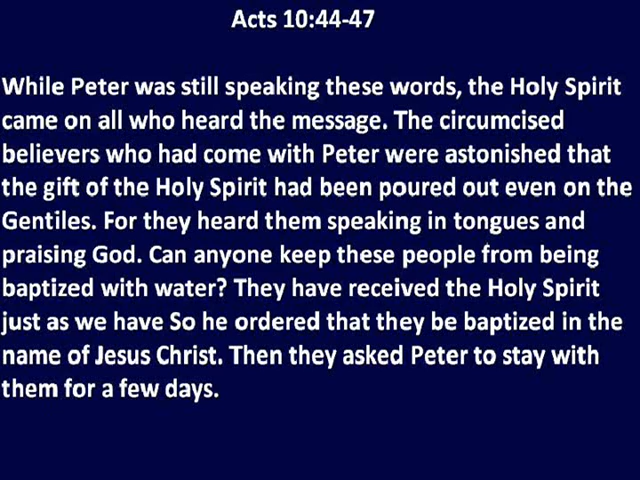 Acts 10:44-47
While Peter was still speaking these words, the Holy Spirit
came on all who heard the message. The circumcised
believers who had come with Peter were astonished that
the gift of the Holy Spirit had been poured out even on the
Gentiles. For they heard them speaking in tongues and
praising God. Can anyone keep these people from being
baptized with water? They have received the Holy Spirit
just as we have So he ordered that they be baptized in the
name of Jesus Christ. Then they asked Peter to stay with
them for a few days.